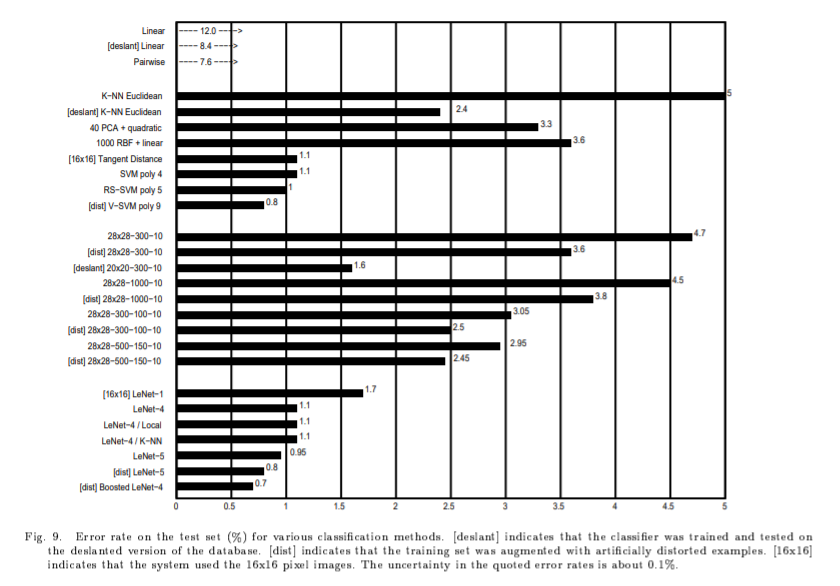 Linear ---- 12.0 ---->
[deslant] Linear ---- 8.4 ---->
Pairwise ---- 7.6 ---->
K-NN Euclidean 5
[deslant] K-NN Euclidean 2.4
40 PCA + quadratic 3.3
1000 RBF + linear 3.6
[16x16] Tangent Distance 1.1
SVM poly 4 1.1
RS-SVM poly 5 1
[dist] V-SVM poly 9 0.8
28x28-300-10 4.7
[dist] 28x28-300-10 3.6
[deslant] 20x20-300-10 1.6
28x28-1000-10 4.5
[dist] 28x28-1000-10 3.8
28x28-300-100-10 3.05
[dist] 28x28-300-100-10 2.5
28x28-500-150-10 2.95
[dist] 28x28-500-150-10 2.45
[16x16] LeNet-1 1.7
LeNet-4 1.1
LeNet-4 / Local 1.1
LeNet-4 / K-NN 1.1
LeNet-5 0.95
[dist] LeNet-5 0.8
[dist] Boosted LeNet-4 0.7
0 0.5 1 1.5 2 2.5 3 3.5 4 4.5 5
Fig. 9. Error rate on the test set (%) for various classification methods. [deslant] indicates that the classifier was trained and tested on
the deslanted version of the database. [dist] indicates that the training set was augmented with artificially distorted examples. [16x16]
indicates that the system used the 16x16 pixel images. The uncertainty in the quoted error rates is about 0.1%.